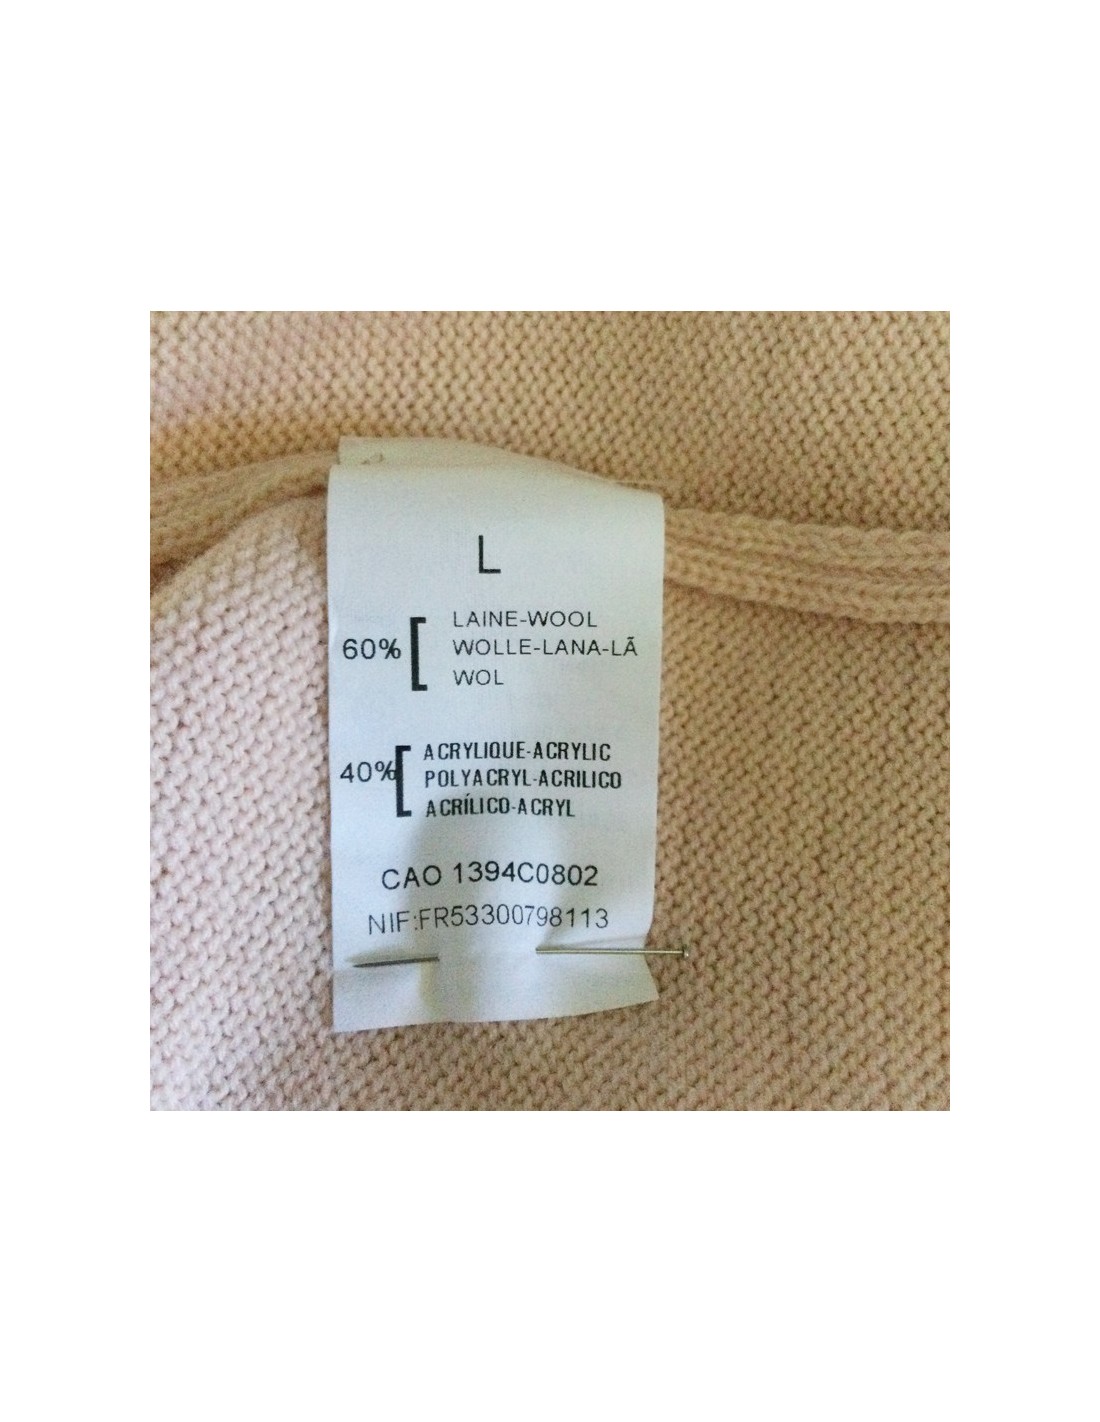 L
60%
LAINE-WOOL
WOLLE-LANA-LÃ
WOL
40%
ACRYLIQUE-ACRYLIC
POLYACRYL-ACRILICO
ACRÍLICO-ACRYL
CAO 1394C0802
NIF:FR53300798113